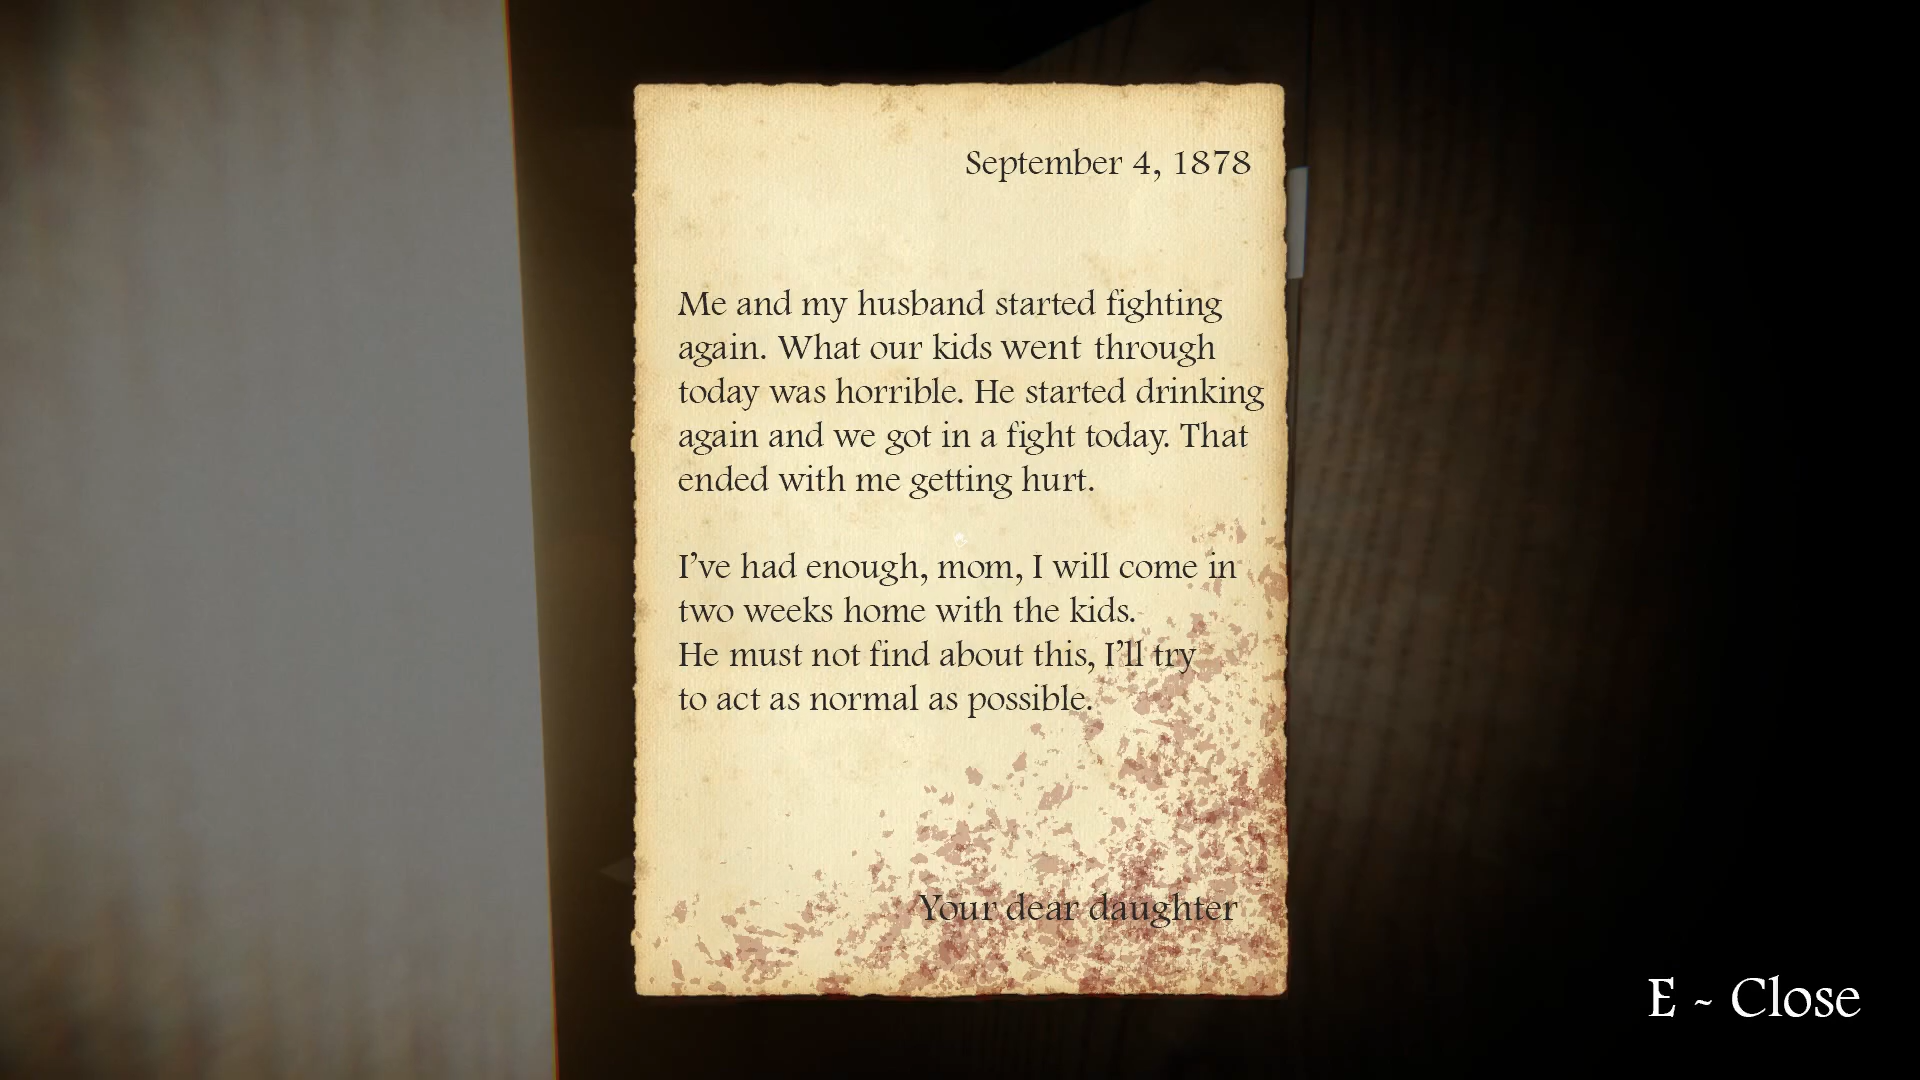 September 4, 1878
Me and my husband started fighting
again. What our kids went through
today was horrible. He started drinking
again and we got in a fight today. That
ended with me getting hurt.
I've had enough, mom, I will come in
two weeks home with the kids.
He must not find about this, I'll try
to act as normal as possible.
Your dear daughter
E ~ Close